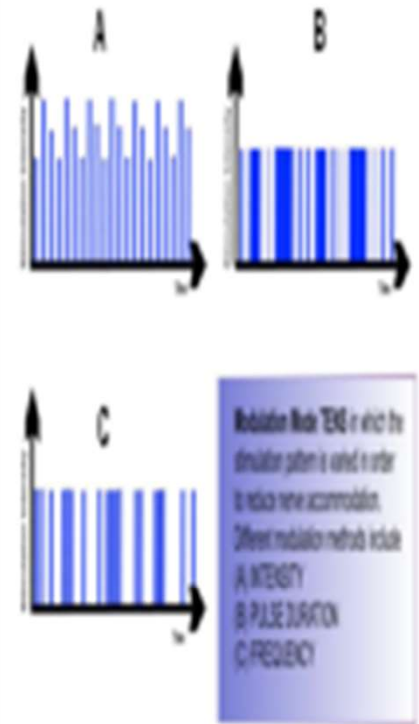 A
B
C
Modulation Mode TENS in which the
stimulation pattern is varied in order
to reduce nerve accommodation.
Different modulation methods include
(A) INTENSITY
(B) PULSE DURATION
(C) FREQUENCY